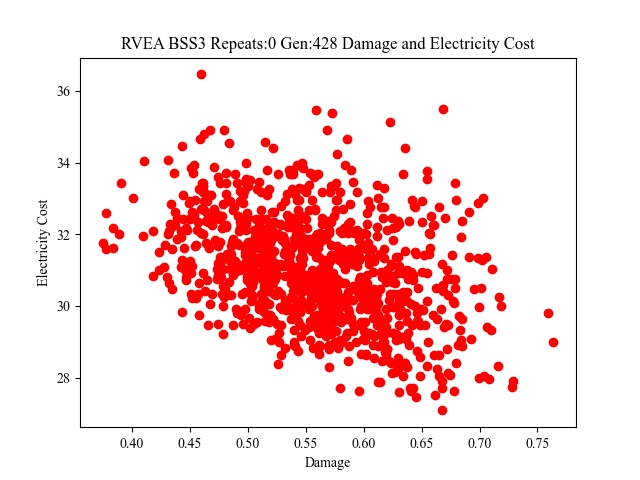 RVEA BSS3 Repeats:0 Gen:428 Damage and Electricity Cost
Electricity Cost
36
34
32
30
28
0.40 0.45 0.50 0.55 0.60 0.65 0.70 0.75
Damage